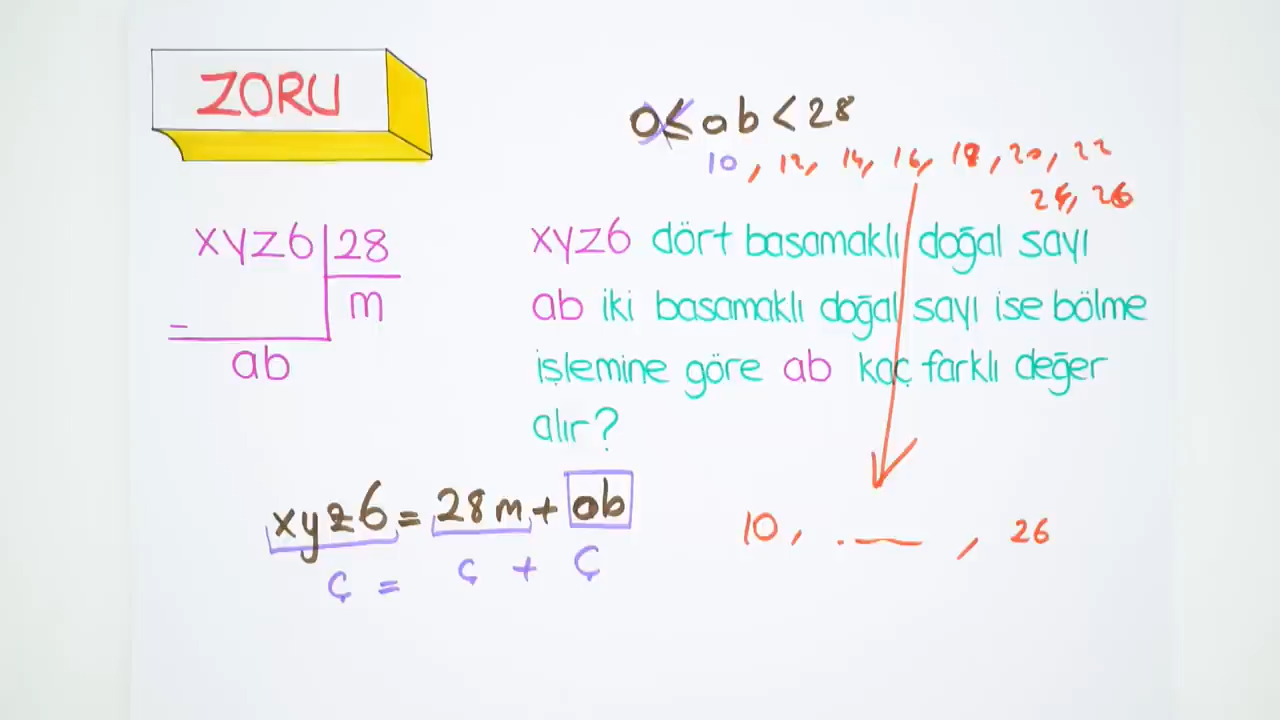 ZORU
0≤ab<28
10, 12, 14, 16, 18, 20, 22
24, 26
xyz6 28
m
ab
xyz6 dört basamaklı doğal sayı
ab iki basamaklı doğal sayı ise bölme
işlemine göre ab kaç farklı değer
alır?
xyz6 = 28m + ab
Ç = Ç + Ç
10, . , 26